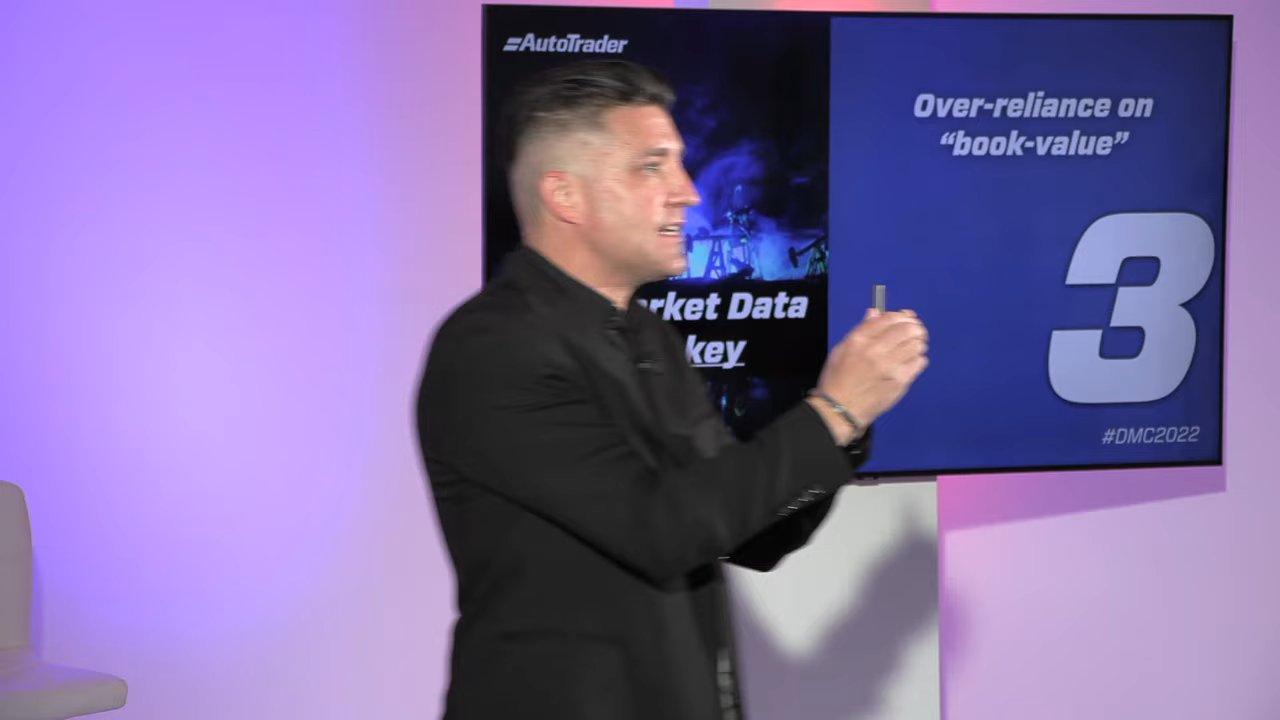 AutoTrader
Over-reliance on
“book-value”
3
rket Data
key
#DMC2022